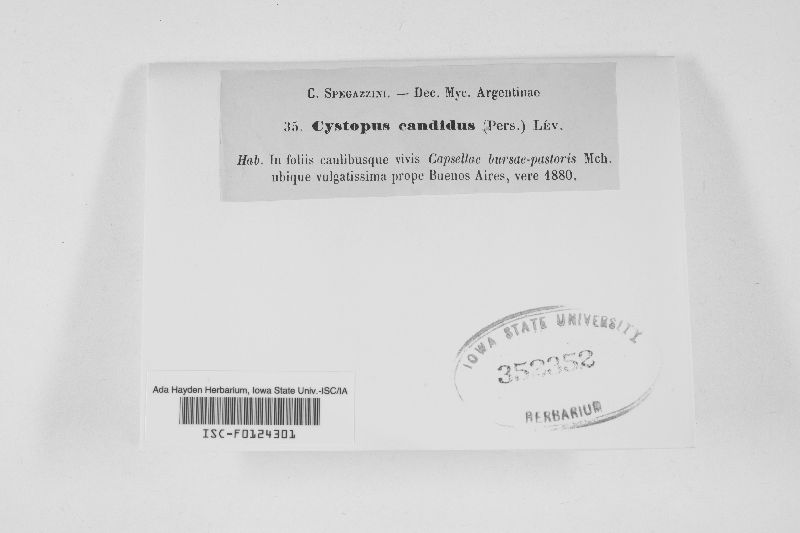 C. Spegazzini. — Dec. Myc. Argentinae
35. Cystopus candidus (Pers.) Lév.
Hab. In foliis caulibusque vivis Capsellae bursae-pastoris Mch.
ubique vulgatissima prope Buenos Aires, vere 1880.
IOWA STATE UNIVERSITY
352352
HERBARIUM
Ada Hayden Herbarium, Iowa State Univ.-ISC/IA
ISC-F0124301